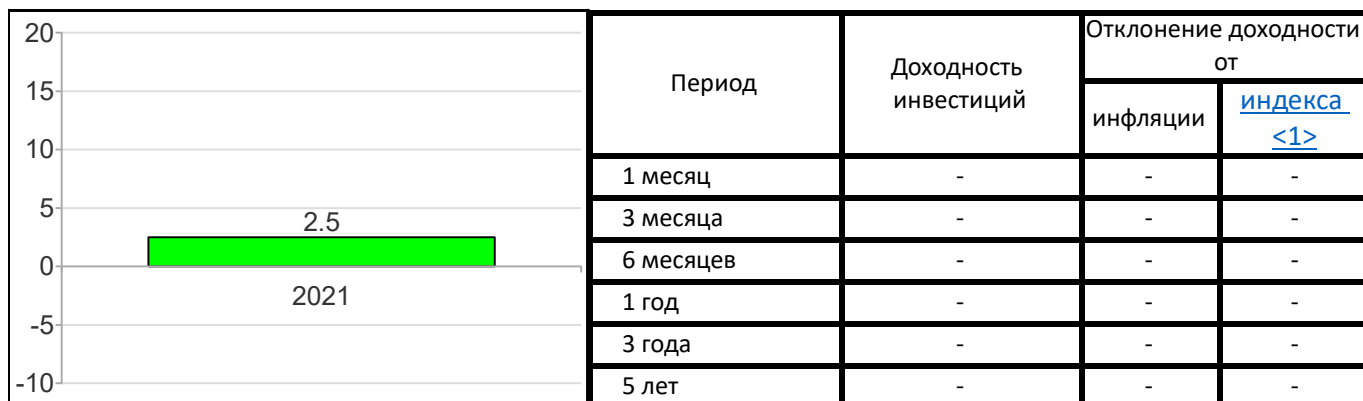 20
15
10
5
0
-5
-10
2.5
2021
Период
Доходность
инвестиций
Отклонение доходности
от
инфляции
индекса
<1>
1 месяц - - -
3 месяца - - -
6 месяцев - - -
1 год - - -
3 года - - -
5 лет - - -